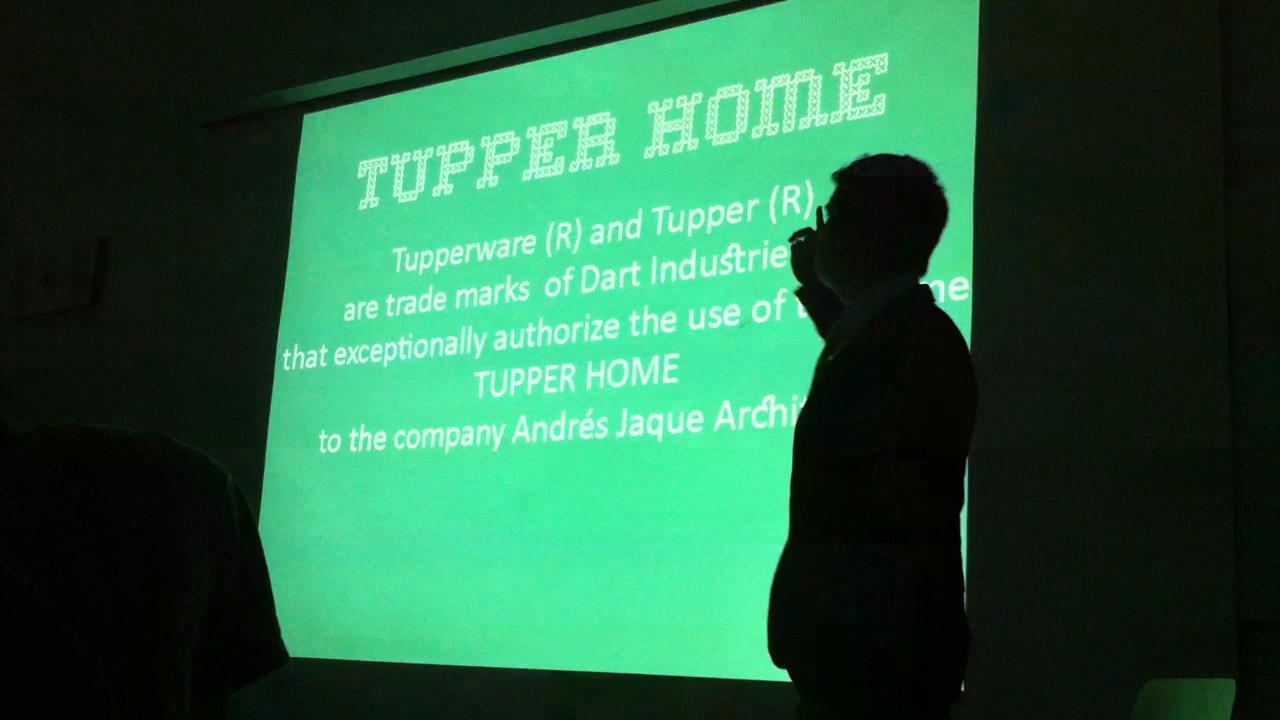 TUPPER HOME
Tupperware (R) and Tupper (R)
are trade marks of Dart Industrie
that exceptionally authorize the use of
TUPPER HOME
to the company Andrés Jaque Archit